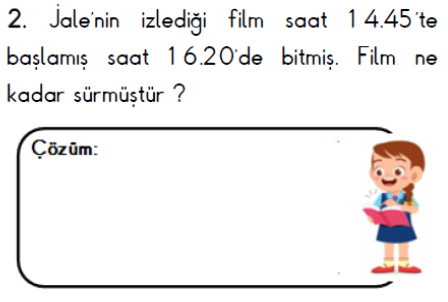 2. Jale'nin izlediği film saat 14.45'te
başlamış saat 16.20'de bitmiş. Film ne
kadar sürmüştür ?
Çözüm: